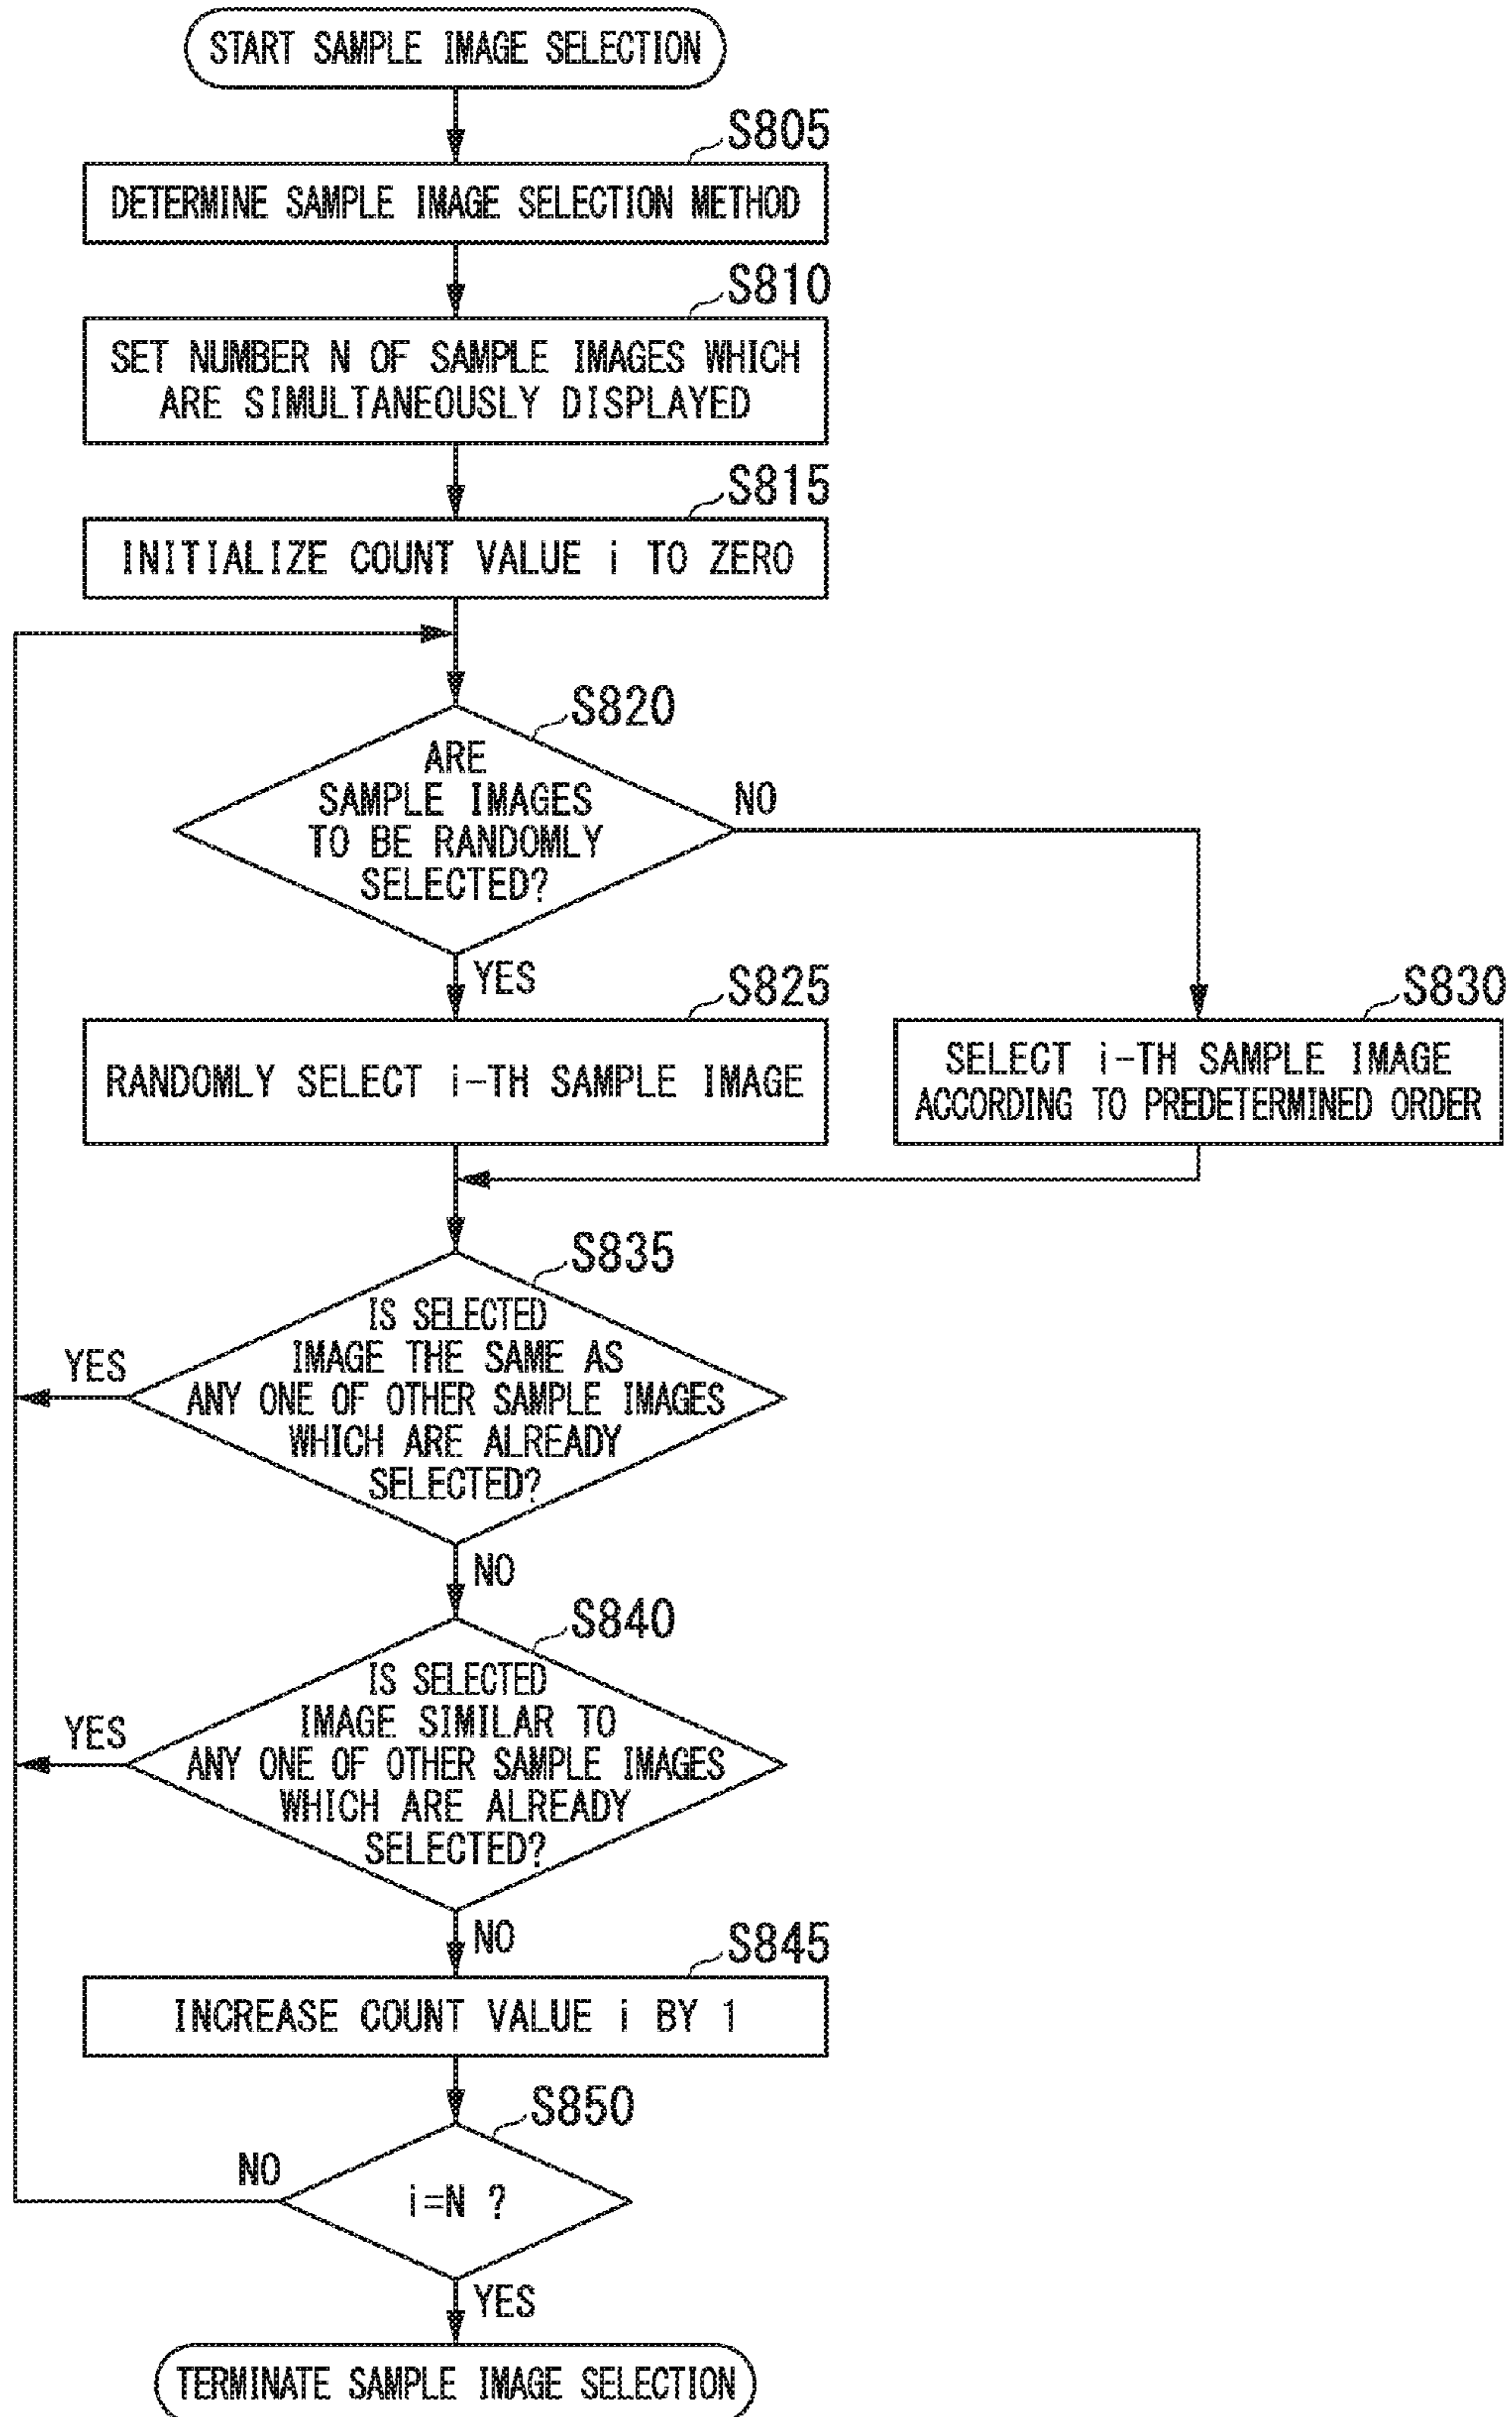 START SAMPLE IMAGE SELECTION
S805
DETERMINE SAMPLE IMAGE SELECTION METHOD
S810
SET NUMBER N OF SAMPLE IMAGES WHICH
ARE SIMULTANEOUSLY DISPLAYED
S815
INITIALIZE COUNT VALUE i TO ZERO
S820
ARE
SAMPLE IMAGES
TO BE RANDOMLY
SELECTED?
NO
YES
S825
RANDOMLY SELECT i-TH SAMPLE IMAGE
S830
SELECT i-TH SAMPLE IMAGE
ACCORDING TO PREDETERMINED ORDER
S835
IS SELECTED
IMAGE THE SAME AS
ANY ONE OF OTHER SAMPLE IMAGES
WHICH ARE ALREADY
SELECTED?
YES
NO
S840
IS SELECTED
IMAGE SIMILAR TO
ANY ONE OF OTHER SAMPLE IMAGES
WHICH ARE ALREADY
SELECTED?
YES
NO
S845
INCREASE COUNT VALUE i BY 1
S850
i=N ?
NO
YES
TERMINATE SAMPLE IMAGE SELECTION